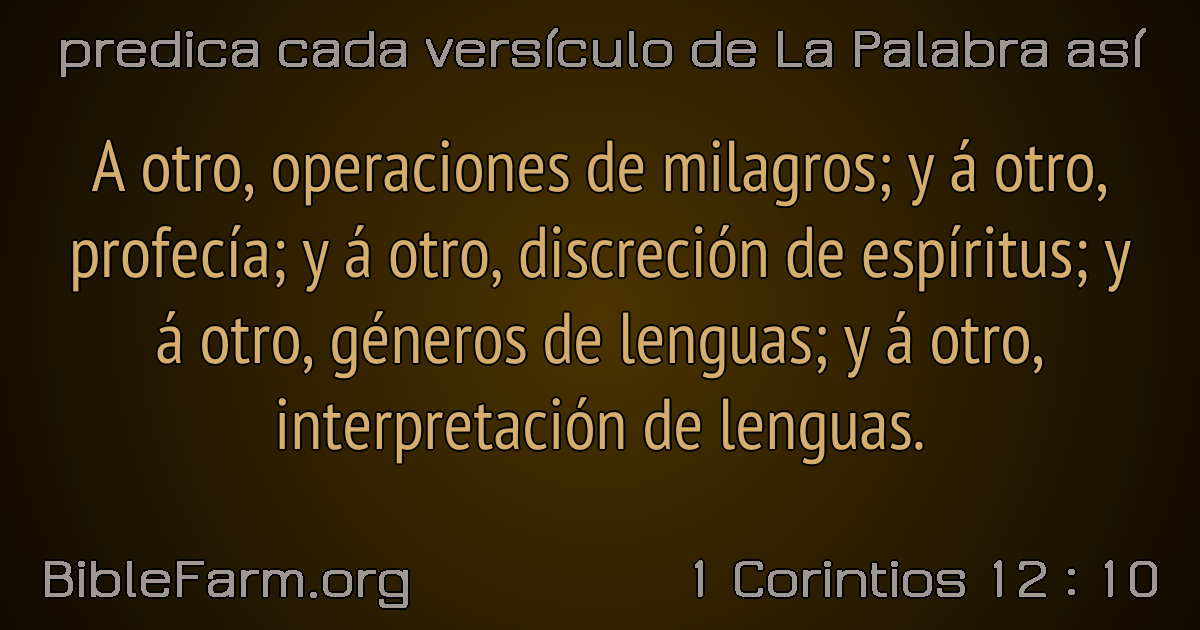 predica cada versículo de La Palabra así
A otro, operaciones de milagros; y á otro,
profecía; y á otro, discreción de espíritus; y
á otro, géneros de lenguas; y á otro,
interpretación de lenguas.
BibleFarm.org
1 Corintios 12 : 10